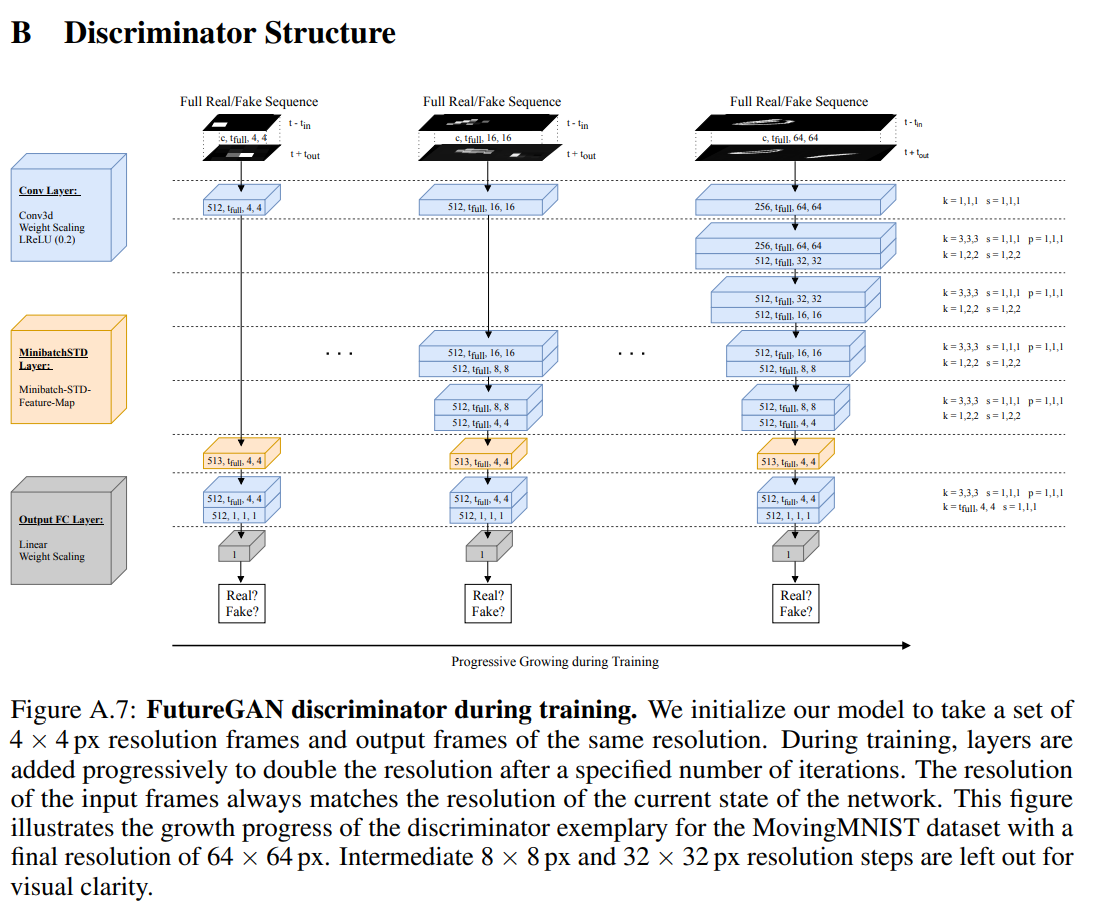 B Discriminator Structure
Full Real/Fake Sequence
Full Real/Fake Sequence
Full Real/Fake Sequence
t - tin
c, tfull, 4, 4
t + tout
t - tin
c, tfull, 16, 16
t + tout
t - tin
c, tfull, 64, 64
t + tout
Conv Layer:
Conv3d
Weight Scaling
LReLU (0.2)
MinibatchSTD
Layer:
Minibatch-STD-
Feature-Map
Output FC Layer:
Linear
Weight Scaling
512, tfull, 4, 4
513, tfull, 4, 4
512, tfull, 4, 4
512, 1, 1, 1
1
Real?
Fake?
. . .
512, tfull, 16, 16
512, tfull, 16, 16
512, tfull, 8, 8
512, tfull, 8, 8
512, tfull, 4, 4
513, tfull, 4, 4
512, tfull, 4, 4
512, 1, 1, 1
1
Real?
Fake?
. . .
256, tfull, 64, 64
256, tfull, 64, 64
512, tfull, 32, 32
512, tfull, 32, 32
512, tfull, 16, 16
512, tfull, 16, 16
512, tfull, 8, 8
512, tfull, 8, 8
512, tfull, 4, 4
513, tfull, 4, 4
512, tfull, 4, 4
512, 1, 1, 1
1
Real?
Fake?
k = 1,1,1 s = 1,1,1
k = 3,3,3 s = 1,1,1 p = 1,1,1
k = 1,2,2 s = 1,2,2
k = 3,3,3 s = 1,1,1 p = 1,1,1
k = 1,2,2 s = 1,2,2
k = 3,3,3 s = 1,1,1 p = 1,1,1
k = 1,2,2 s = 1,2,2
k = 3,3,3 s = 1,1,1 p = 1,1,1
k = 1,2,2 s = 1,2,2
k = 3,3,3 s = 1,1,1 p = 1,1,1
k = tfull, 4, 4 s = 1,1,1
Progressive Growing during Training
Figure A.7: FutureGAN discriminator during training. We initialize our model to take a set of
4 × 4 px resolution frames and output frames of the same resolution. During training, layers are
added progressively to double the resolution after a specified number of iterations. The resolution
of the input frames always matches the resolution of the current state of the network. This figure
illustrates the growth progress of the discriminator exemplary for the MovingMNIST dataset with a
final resolution of 64 × 64 px. Intermediate 8 × 8 px and 32 × 32 px resolution steps are left out for
visual clarity.